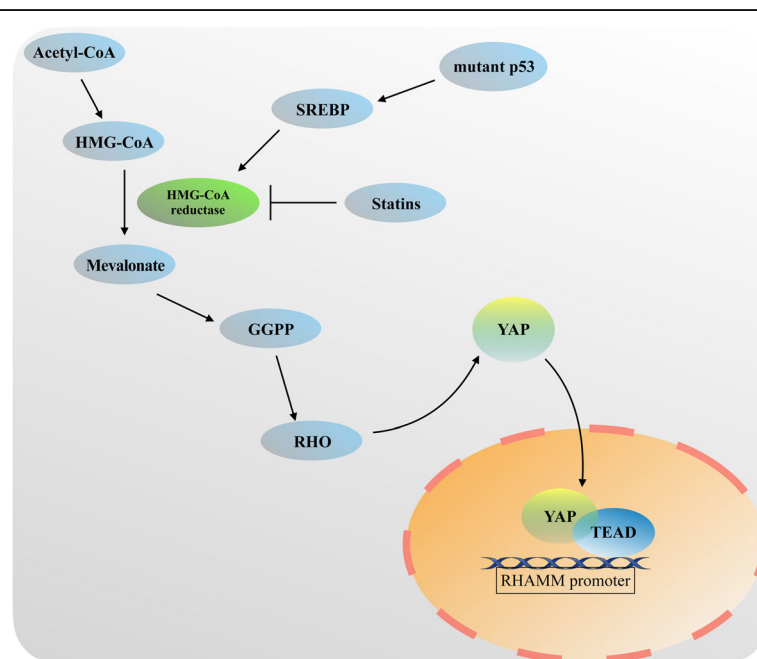 Acetyl-CoA
mutant p53
SREBP
HMG-CoA
HMG-CoA
reductase
Statins
Mevalonate
GGPP
YAP
RHO
YAP
TEAD
RHAMM promoter